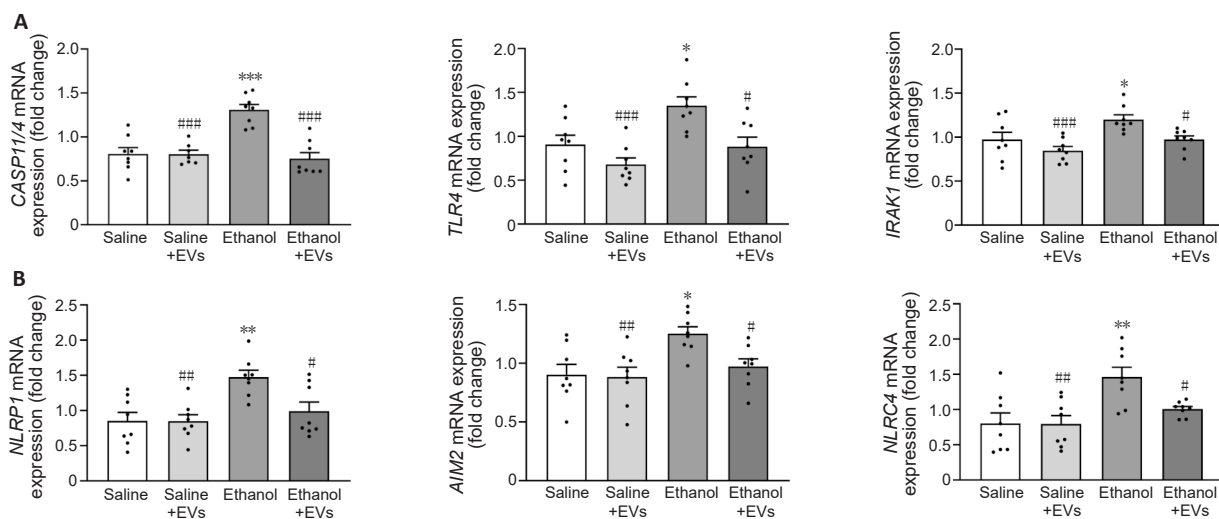 A
CASP11/4 mRNA
expression (fold change)
2.0
1.5
1.0
0.5
0
###
***
###
Saline
Saline
+EVs
Ethanol
Ethanol
+EVs
TLR4 mRNA expression
(fold change)
2.0
1.5
1.0
0.5
0
###
*
#
Saline
Saline
+EVs
Ethanol
Ethanol
+EVs
IRAK1 mRNA expression
(fold change)
2.0
1.5
1.0
0.5
0
###
*
#
Saline
Saline
+EVs
Ethanol
Ethanol
+EVs
B
NLRP1 mRNA
expression (fold change)
2.5
2.0
1.5
1.0
0.5
0
##
**
#
Saline
Saline
+EVs
Ethanol
Ethanol
+EVs
AIM2 mRNA expression
(fold change)
1.5
1.0
0.5
0
##
*
#
Saline
Saline
+EVs
Ethanol
Ethanol
+EVs
NLRC4 mRNA
expression (fold change)
2.5
2.0
1.5
1.0
0.5
0
##
**
#
Saline
Saline
+EVs
Ethanol
Ethanol
+EVs